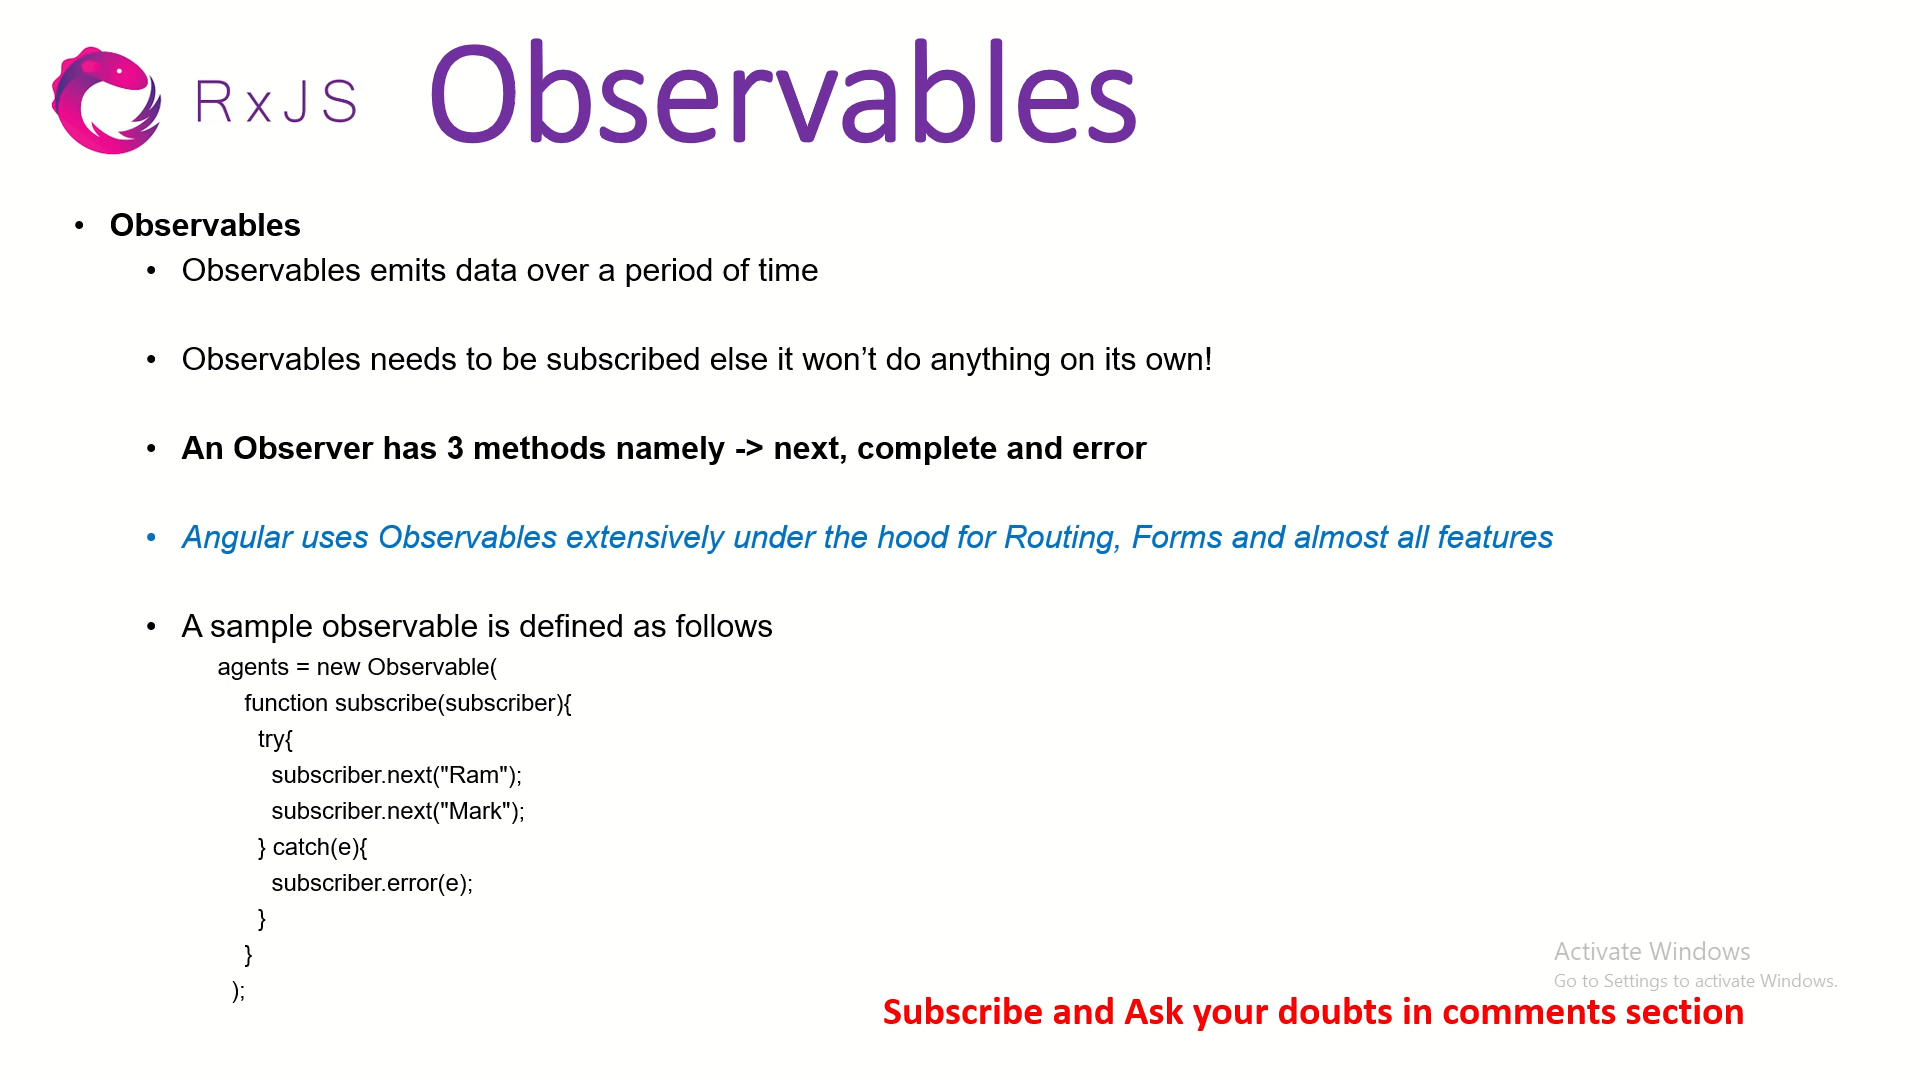 RxJS Observables
• Observables
• Observables emits data over a period of time
• Observables needs to be subscribed else it won’t do anything on its own!
• An Observer has 3 methods namely -> next, complete and error
• Angular uses Observables extensively under the hood for Routing, Forms and almost all features
• A sample observable is defined as follows
agents = new Observable(
function subscribe(subscriber){
try{
subscriber.next("Ram");
subscriber.next("Mark");
} catch(e){
subscriber.error(e);
}
}
);
Activate Windows
Go to Settings to activate Windows.
Subscribe and Ask your doubts in comments section